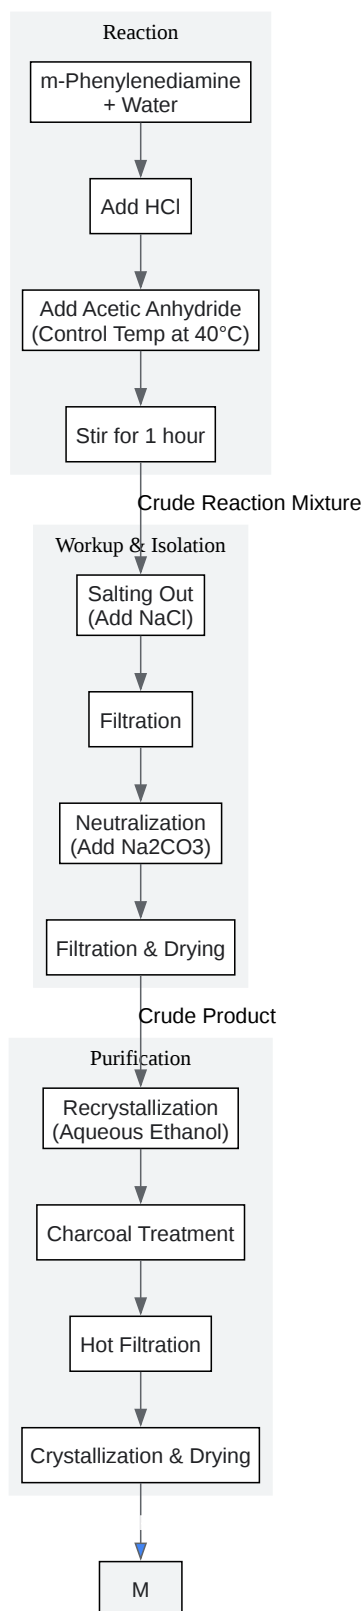 Reaction
m-Phenylenediamine
+ Water
Add HCl
Add Acetic Anhydride
(Control Temp at 40°C)
Stir for 1 hour
Crude Reaction Mixture
Workup & Isolation
Salting Out
(Add NaCl)
Filtration
Neutralization
(Add Na2CO3)
Filtration & Drying
Crude Product
Purification
Recrystallization
(Aqueous Ethanol)
Charcoal Treatment
Hot Filtration
Crystallization & Drying
M